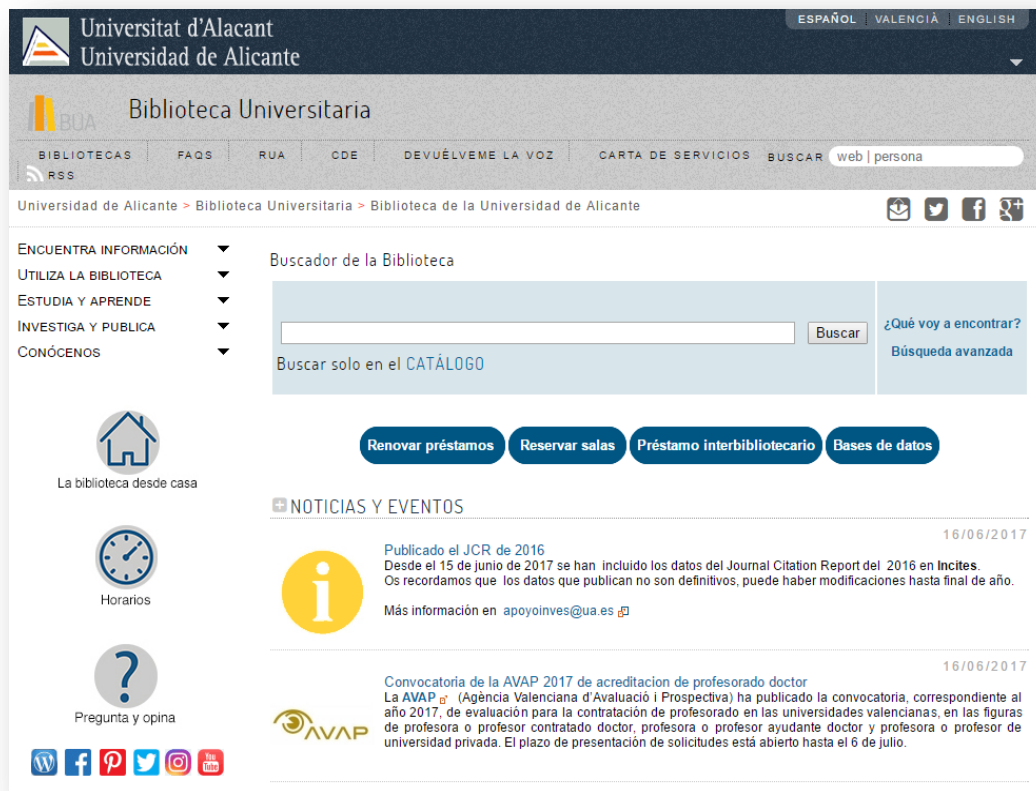 Universitat d'Alacant
Universidad de Alicante
ESPAÑOL VALENCIÀ ENGLISH
BUA
Biblioteca Universitaria
BIBLIOTECAS FAQS RUA CDE DEVUÉLVEME LA VOZ CARTA DE SERVICIOS BUSCAR web | persona
RSS
Universidad de Alicante > Biblioteca Universitaria > Biblioteca de la Universidad de Alicante
ENCUENTRA INFORMACIÓN
UTILIZA LA BIBLIOTECA
ESTUDIA Y APRENDE
INVESTIGA Y PUBLICA
CONÓCENOS
La biblioteca desde casa
Horarios
Pregunta y opina
You Tube
Buscador de la Biblioteca
Buscar
Buscar solo en el CATÁLOGO
¿Qué voy a encontrar?
Búsqueda avanzada
Renovar préstamos Reservar salas Préstamo interbibliotecario Bases de datos
NOTICIAS Y EVENTOS
16/06/2017
Publicado el JCR de 2016
Desde el 15 de junio de 2017 se han incluido los datos del Journal Citation Report del 2016 en Incites.
Os recordamos que los datos que publican no son definitivos, puede haber modificaciones hasta final de año.
Más información en apoyoinves@ua.es
16/06/2017
Convocatoria de la AVAP 2017 de acreditacion de profesorado doctor
La AVAP (Agència Valenciana d'Avaluació i Prospectiva) ha publicado la convocatoria, correspondiente al
año 2017, de evaluación para la contratación de profesorado en las universidades valencianas, en las figuras
de profesora o profesor contratado doctor, profesora o profesor ayudante doctor y profesora o profesor de
universidad privada. El plazo de presentación de solicitudes está abierto hasta el 6 de julio.
AVAP